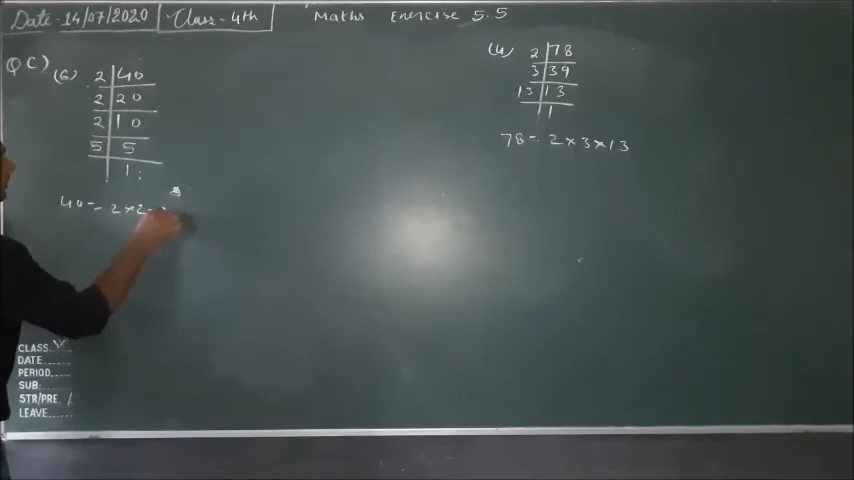 Date - 14/07/2020 Class - 4th Maths Exercise 5.5
Q C)
(6) 2 | 40
2 | 20
2 | 10
5 | 5
1
40 = 2 × 2
(4) 2 | 78
3 | 39
13 | 13
1
78 = 2 × 3 × 13
CLASS V
DATE
PERIOD
SUB:
STR/PRE. /
LEAVE